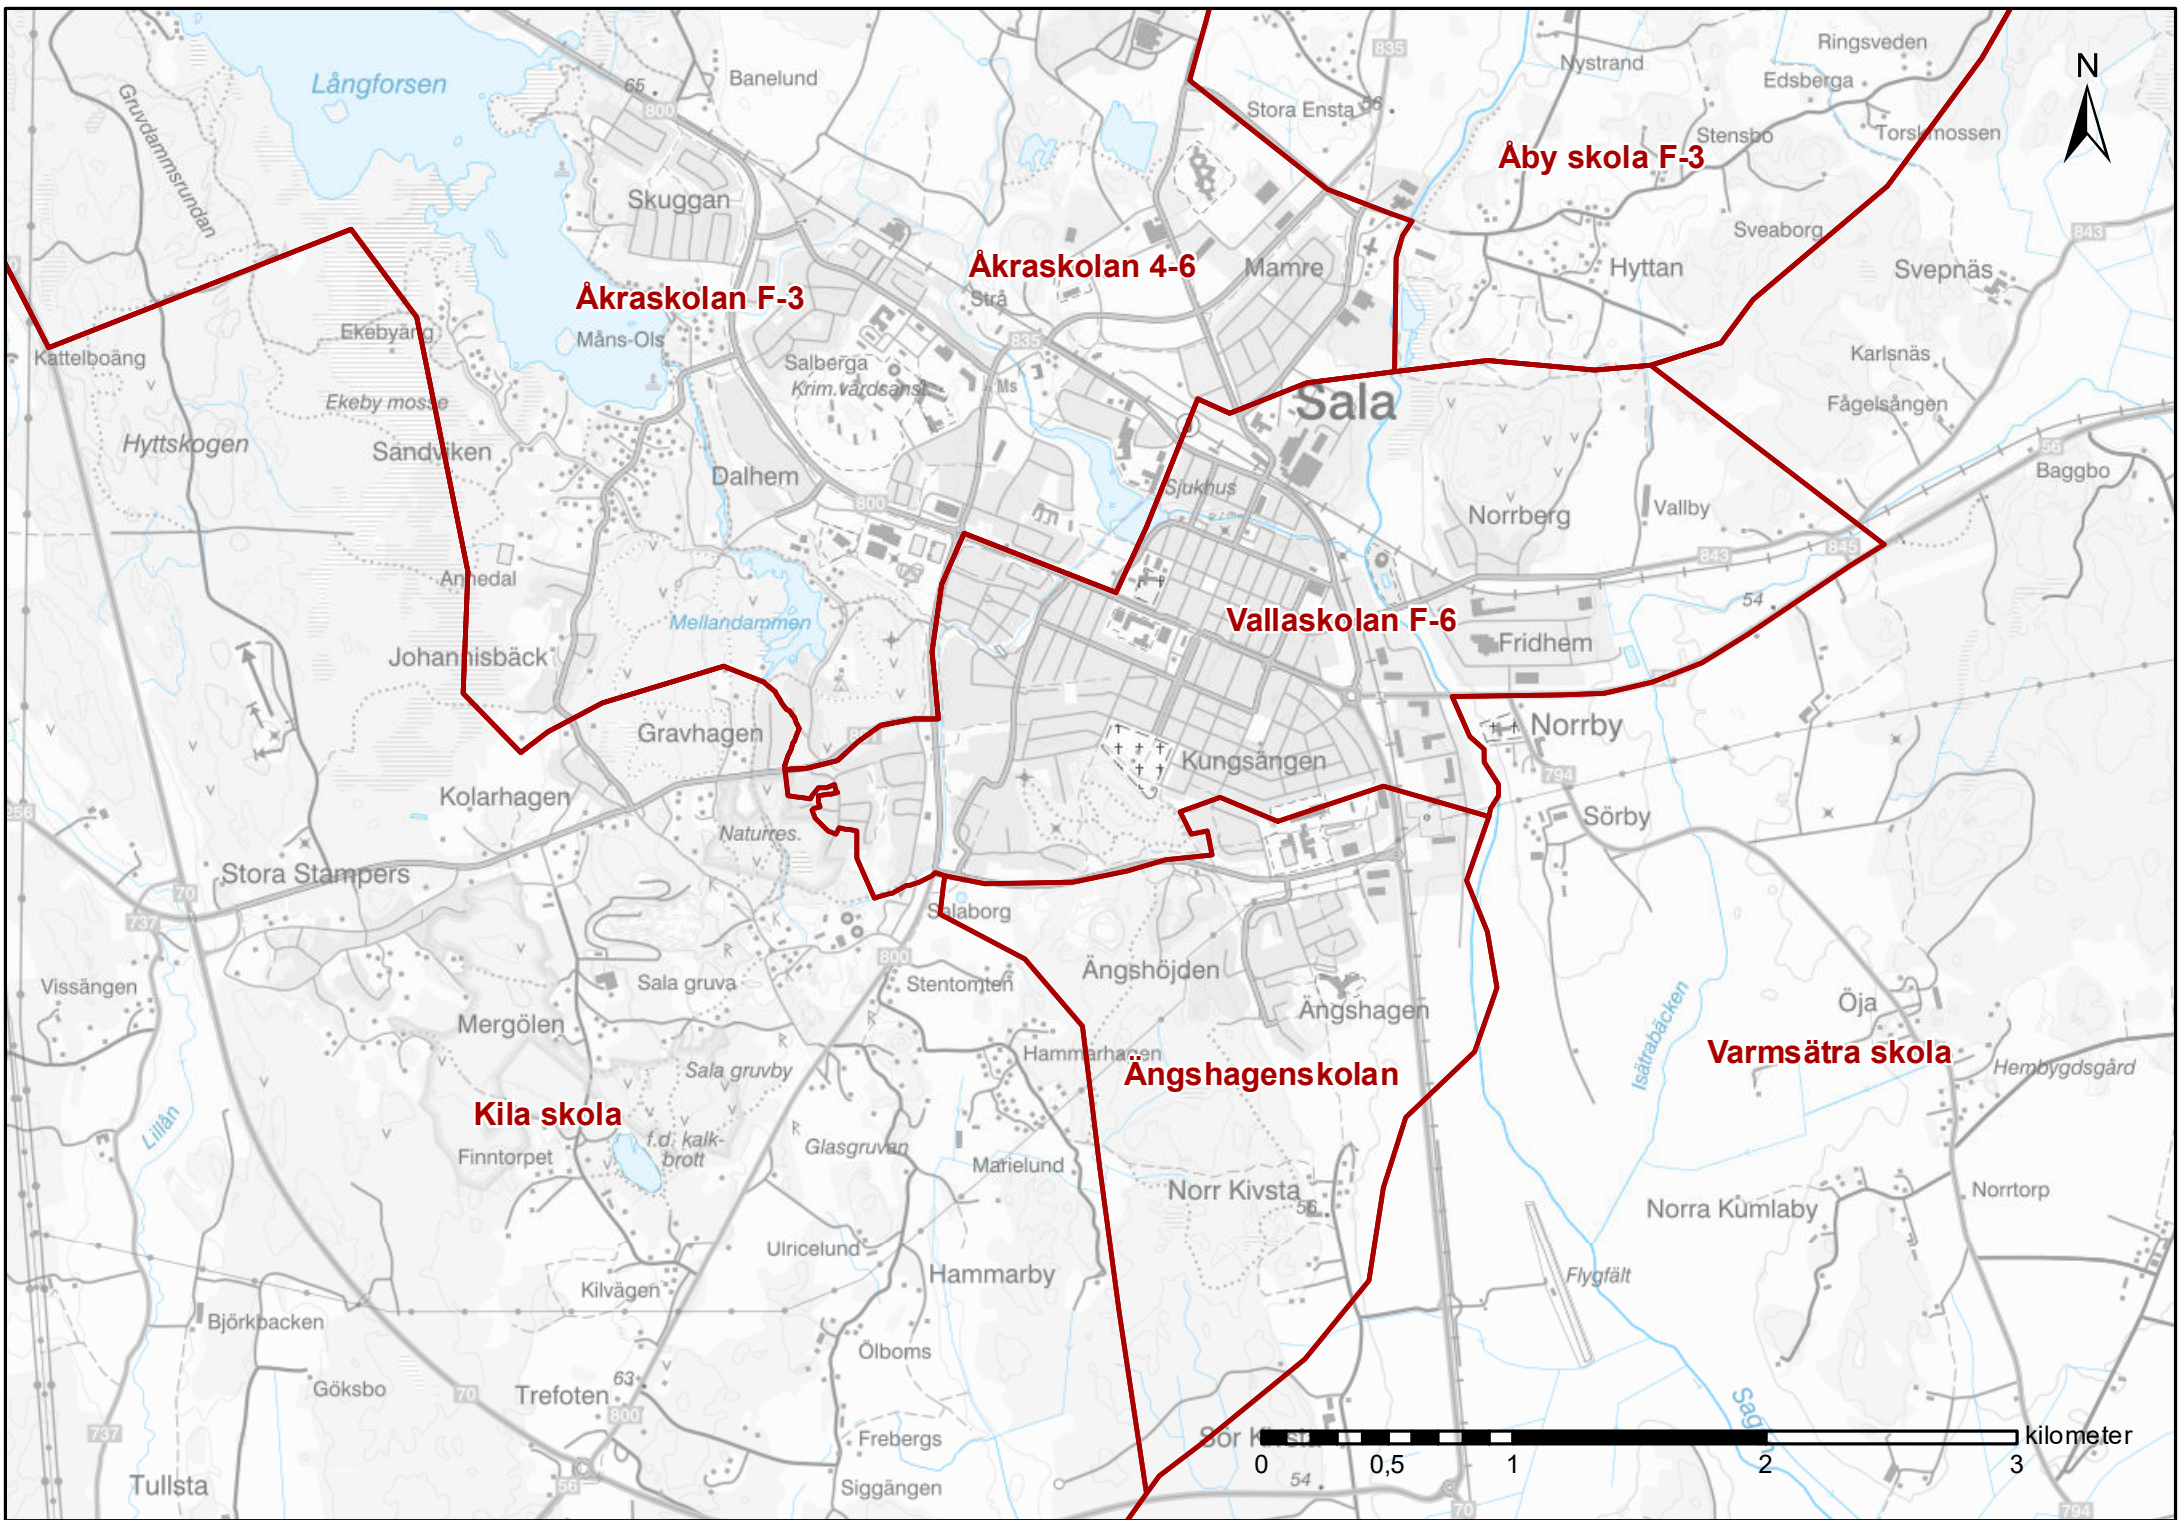 Långforsen
65
800
Banelund
835
Nystrand
Ringsveden
Edsberga
N
Gruvdammsrundan
Stora Ensta
56
Stensbo
Torskmossen
Åby skola F-3
Skuggan
Sveaborg
843
Åkraskolan 4-6
Mamre
Hyttan
Svepnäs
Åkraskolan F-3
Strå
Ekebyäng
Måns-Ols
835
Kattelboäng
Salberga
Krim.vårdsanst.
Ms
Karlsnäs
Ekeby mosse
Sala
Fågelsången
Hyttskogen
Sandviken
56
Dalhem
Sjukhus
Baggbo
800
Norrberg
Vallby
843
845
Annedal
54
Mellandammen
Vallaskolan F-6
Fridhem
Johannisbäck
Gravhagen
Norrby
Kungsängen
794
Kolarhagen
256
Naturres.
Sörby
Stora Stampers
70
737
Salaborg
800
Ängshöjden
Vissängen
Sala gruva
Stentomten
Ängshagen
Öja
Isätrabäcken
Mergölen
Hammarhagen
Varmsätra skola
Sala gruvby
Ängshagenskolan
Hembygdsgård
Kila skola
Lillån
f.d. kalk-
brott
Glasgruvan
Finntorpet
Marielund
Norr Kivsta
56
Norra Kumlaby
Norrtorp
Ulricelund
Hammarby
Flygfält
Kilvägen
Björkbacken
Ölboms
63
Göksbo
70
Trefoten
800
Sag
737
Frebergs
Sör Kivsta
kilometer
0
0,5
1
2
3
Tullsta
56
Siggängen
54
70
794